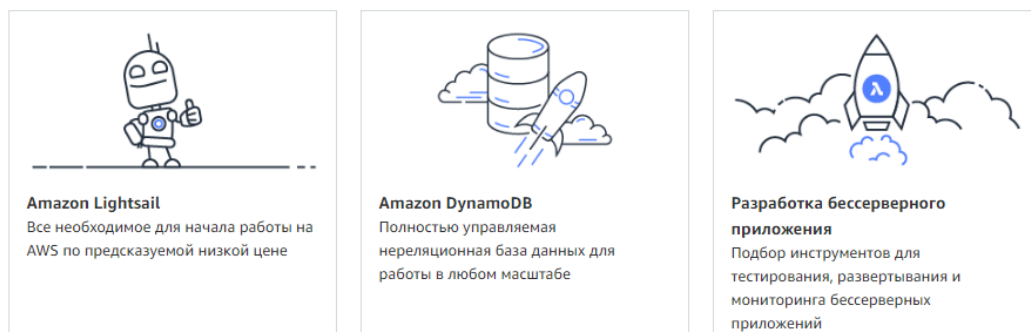 Amazon Lightsail
Все необходимое для начала работы на
AWS по предсказуемой низкой цене
Amazon DynamoDB
Полностью управляемая
нереляционная база данных для
работы в любом масштабе
Разработка бессерверного
приложения
Подбор инструментов для
тестирования, развертывания и
мониторинга бессерверных
приложений